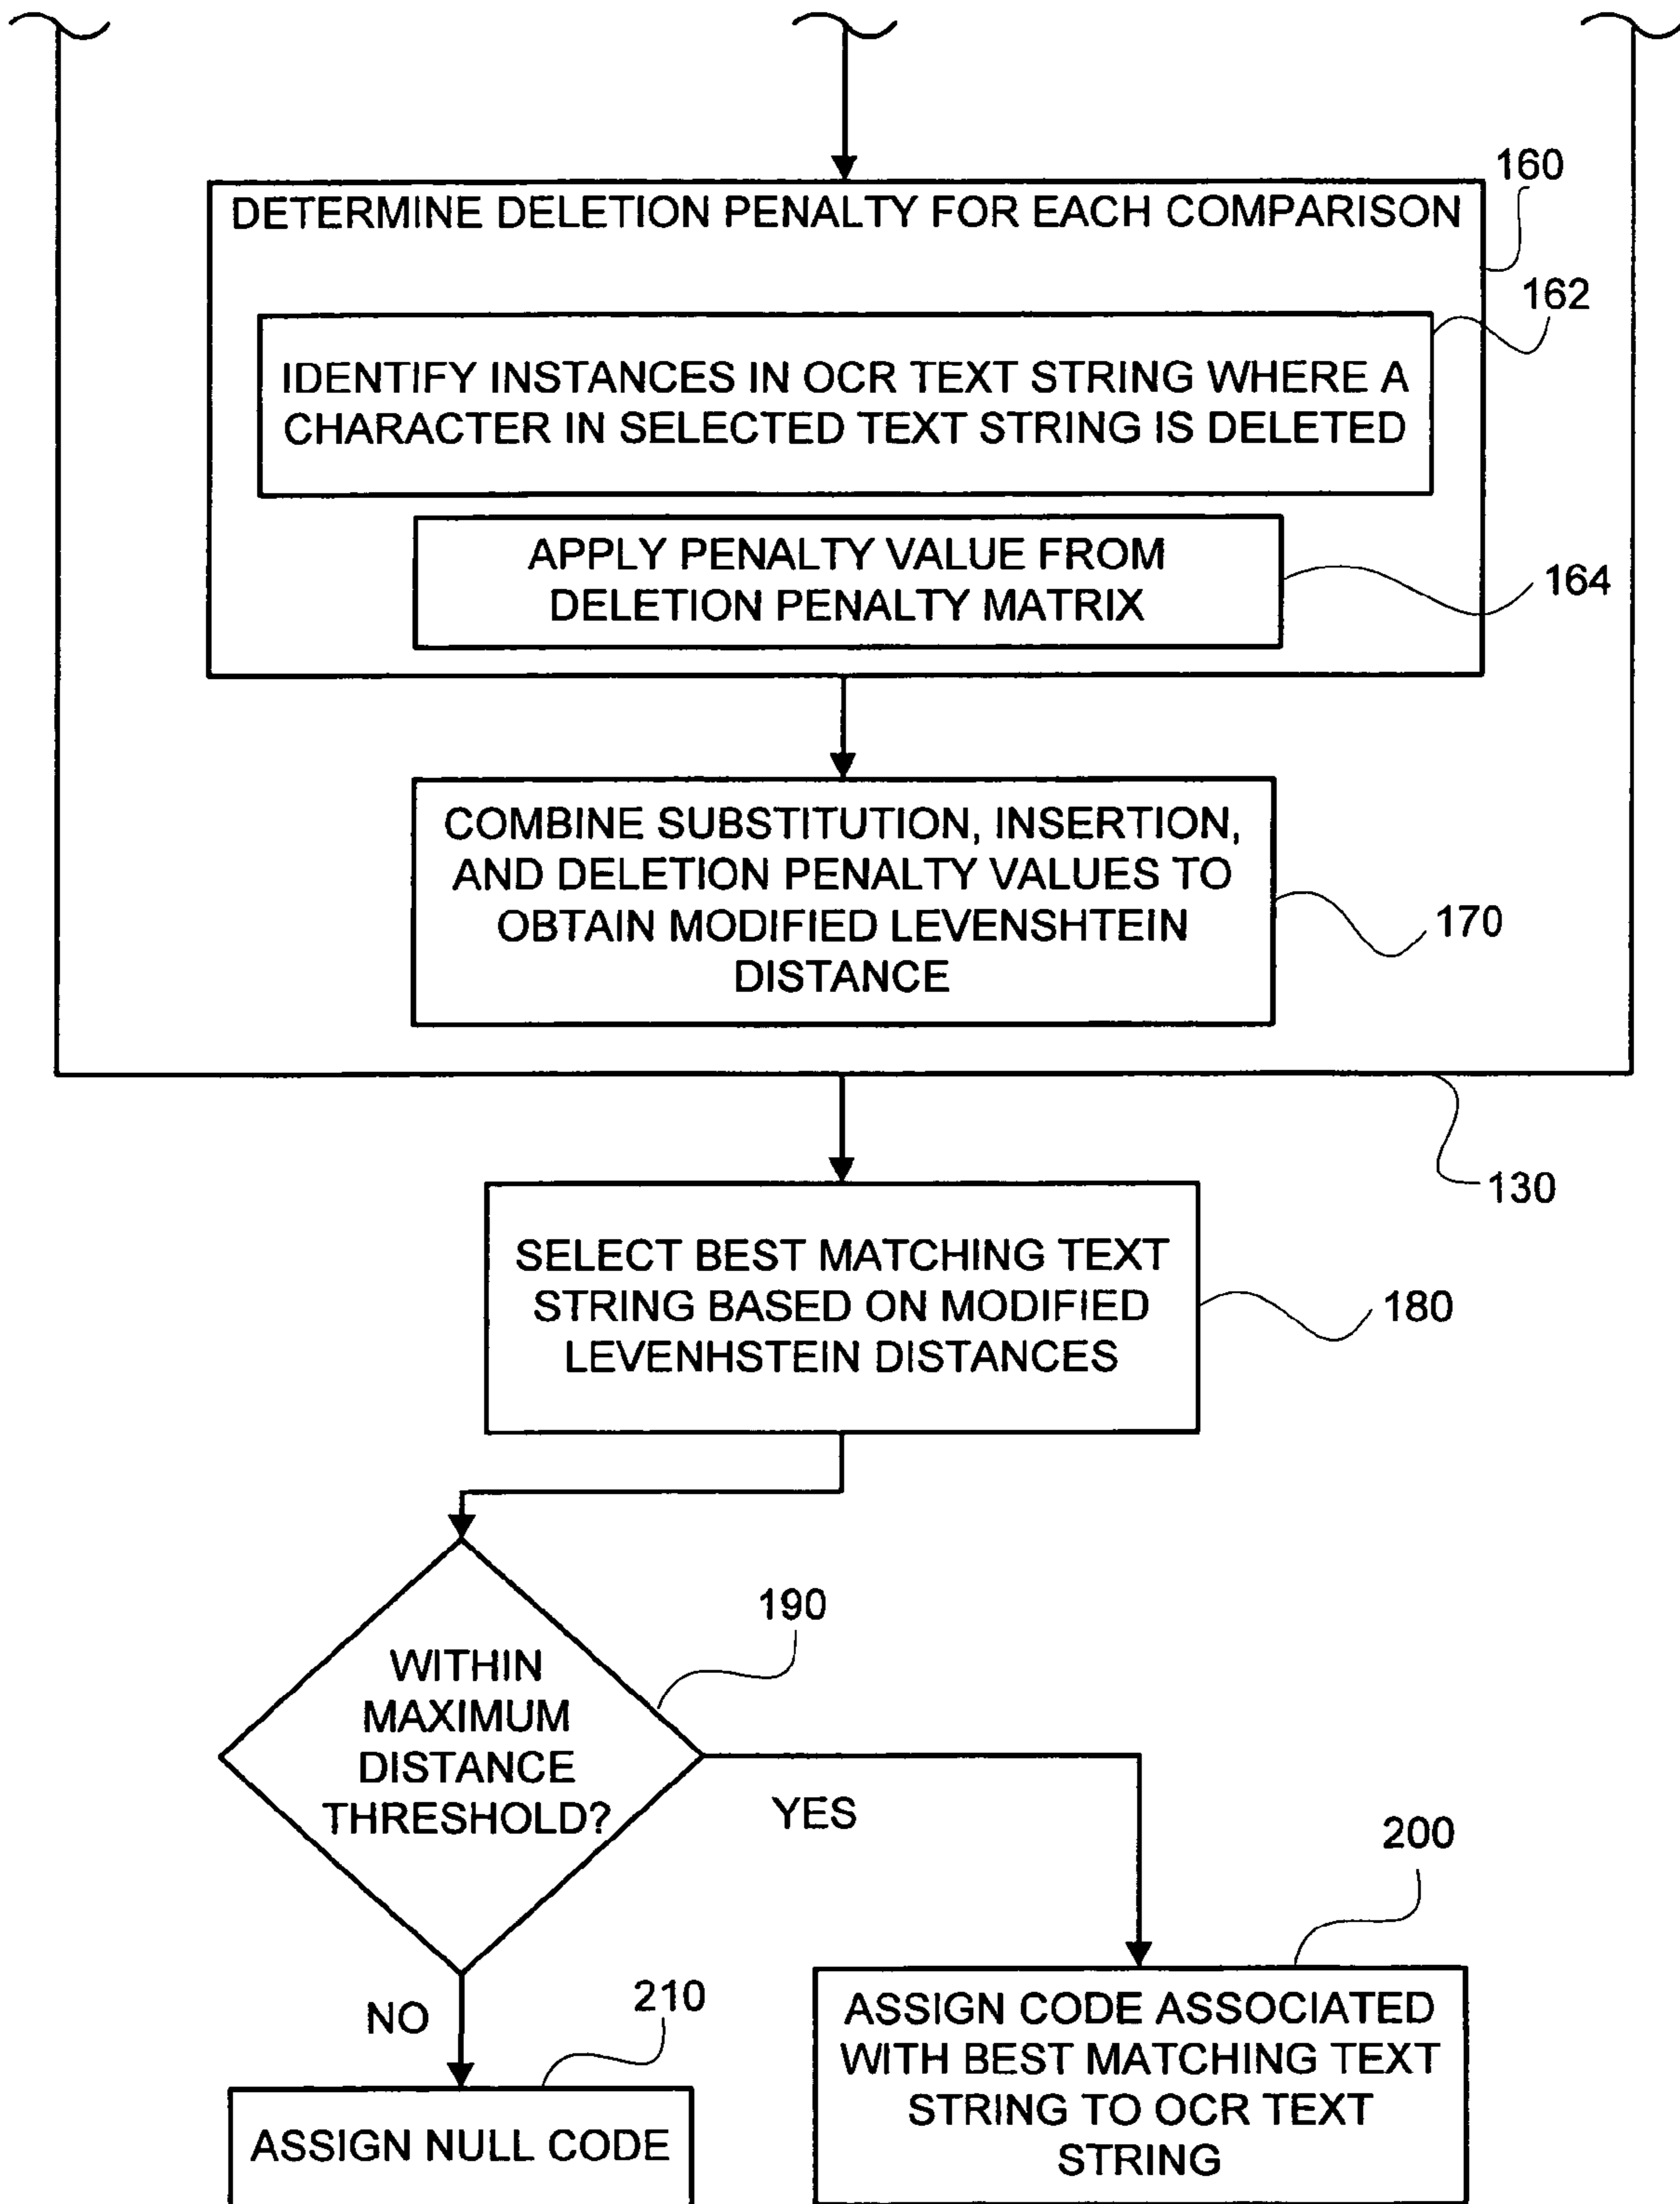 160
DETERMINE DELETION PENALTY FOR EACH COMPARISON
162
IDENTIFY INSTANCES IN OCR TEXT STRING WHERE A
CHARACTER IN SELECTED TEXT STRING IS DELETED
APPLY PENALTY VALUE FROM
DELETION PENALTY MATRIX
164
COMBINE SUBSTITUTION, INSERTION,
AND DELETION PENALTY VALUES TO
OBTAIN MODIFIED LEVENSHTEIN
DISTANCE
170
130
SELECT BEST MATCHING TEXT
STRING BASED ON MODIFIED
LEVENHSTEIN DISTANCES
180
190
WITHIN
MAXIMUM
DISTANCE
THRESHOLD?
YES
200
NO
210
ASSIGN CODE ASSOCIATED
WITH BEST MATCHING TEXT
STRING TO OCR TEXT
STRING
ASSIGN NULL CODE